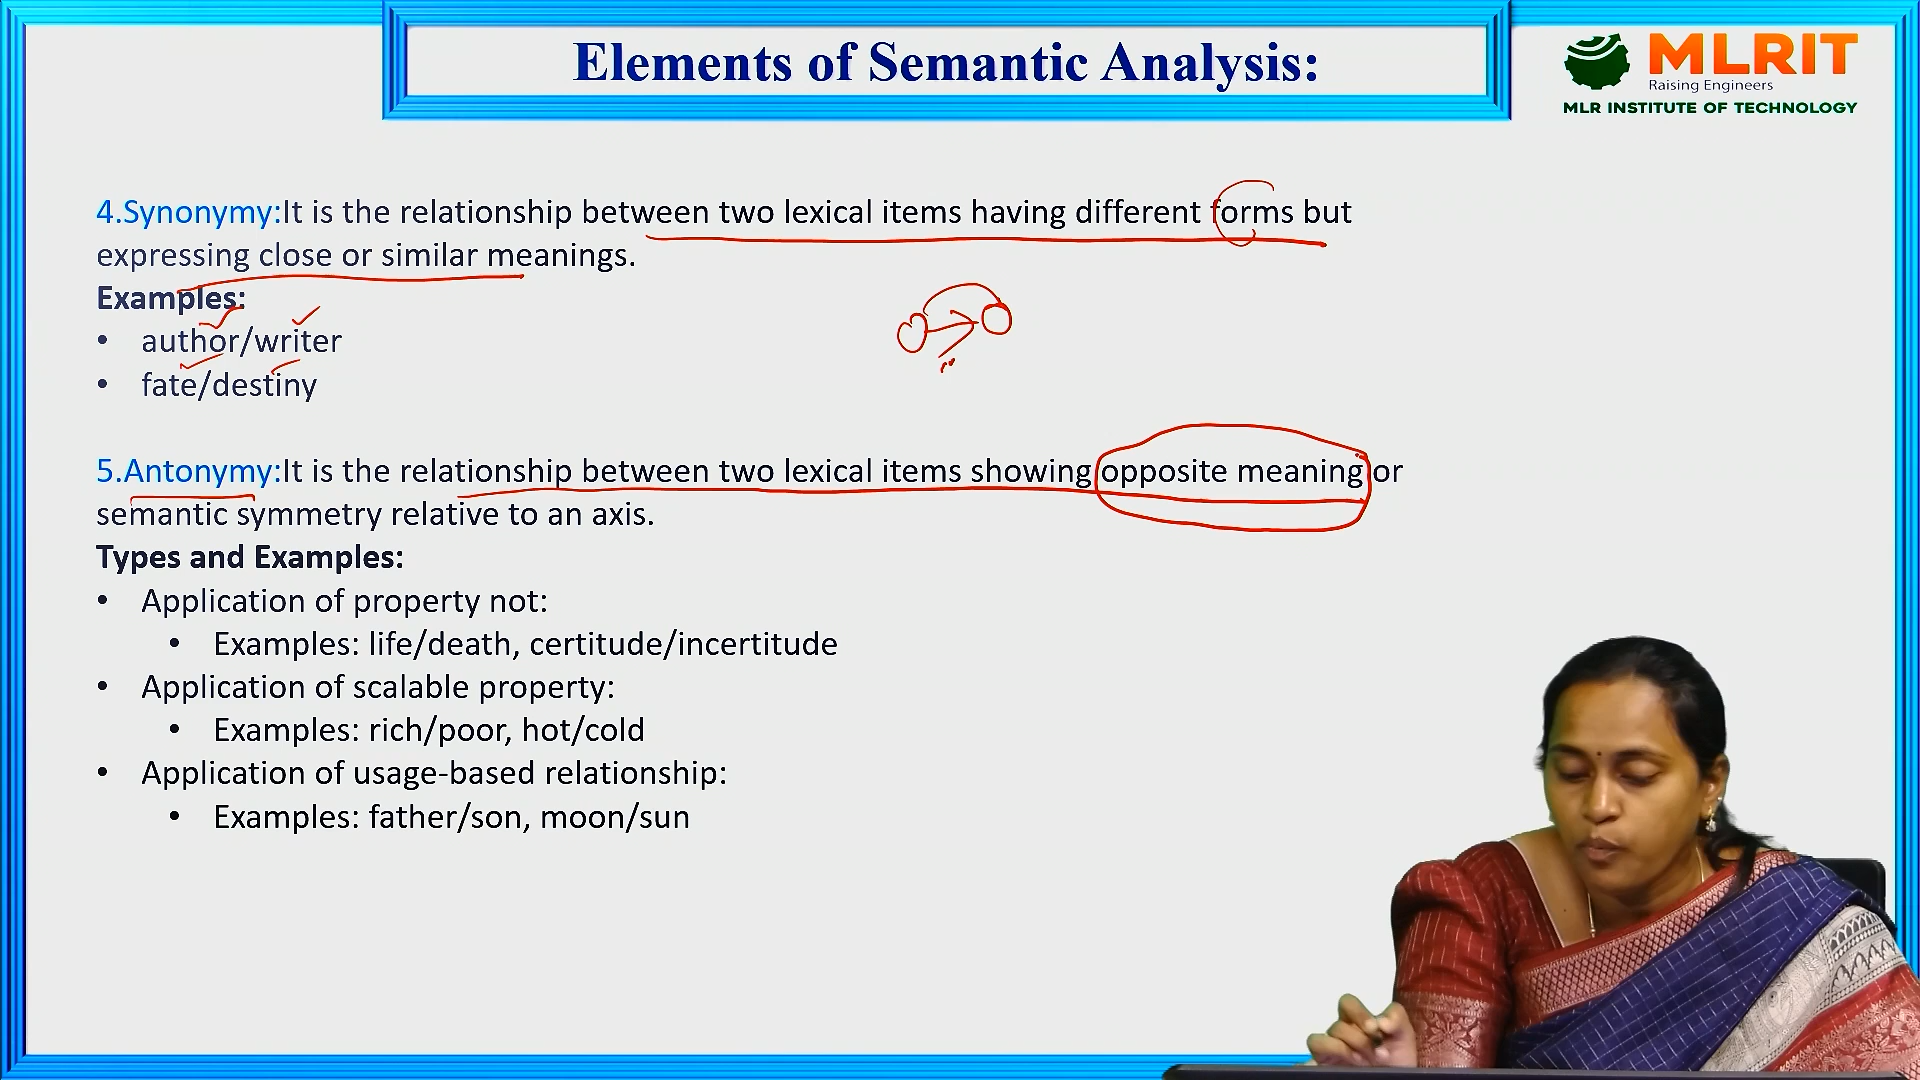 Elements of Semantic Analysis:
MLRIT
Raising Engineers
MLR INSTITUTE OF TECHNOLOGY
4.Synonymy:It is the relationship between two lexical items having different forms but
expressing close or similar meanings.
Examples:
• author/writer
• fate/destiny
5.Antonymy:It is the relationship between two lexical items showing opposite meaning or
semantic symmetry relative to an axis.
Types and Examples:
• Application of property not:
• Examples: life/death, certitude/incertitude
• Application of scalable property:
• Examples: rich/poor, hot/cold
• Application of usage-based relationship:
• Examples: father/son, moon/sun